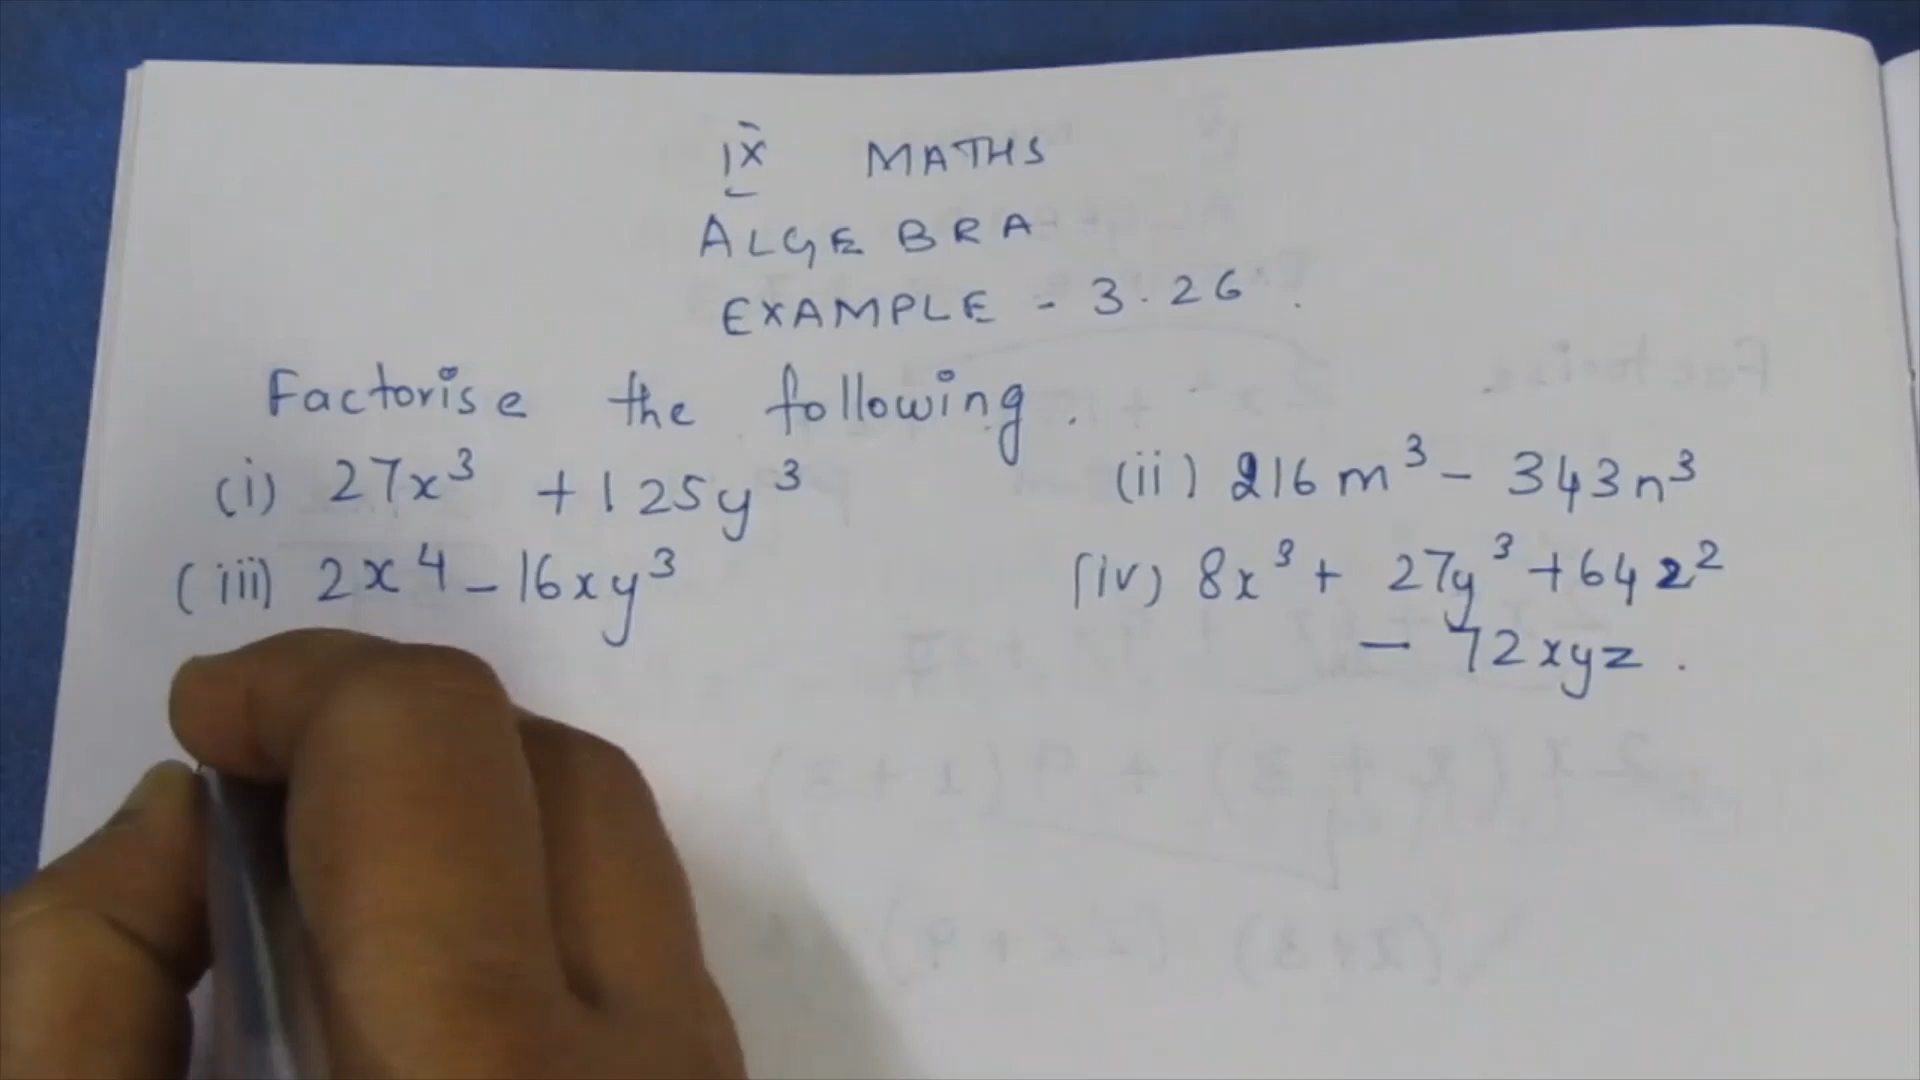 IX MATHS
ALGEBRA
EXAMPLE - 3.26.
Factorise the following.
(i) 27x³ + 125y³ (ii) 216m³ - 343n³
(iii) 2x⁴ - 16xy³ (iv) 8x³ + 27y³ + 64z²
- 72xyz.